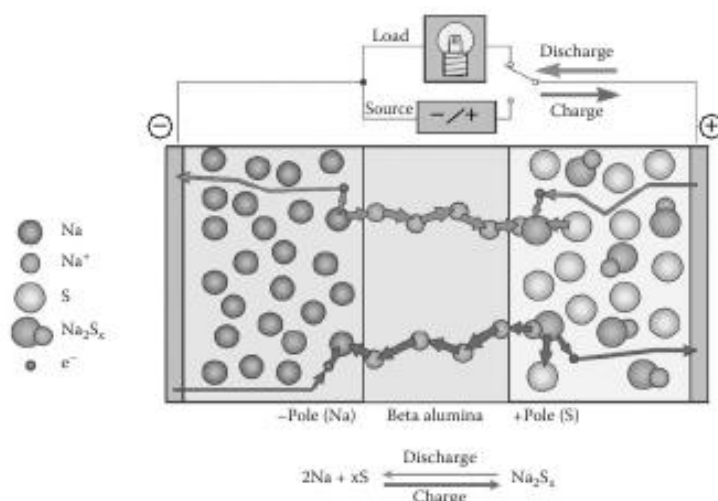 Load
Discharge
Source
− / +
Charge
−
+
Na
Na⁺
S
Na₂Sₓ
e⁻
−Pole (Na)
Beta alumina
+Pole (S)
Discharge
2Na + xS
Na₂Sₓ
Charge